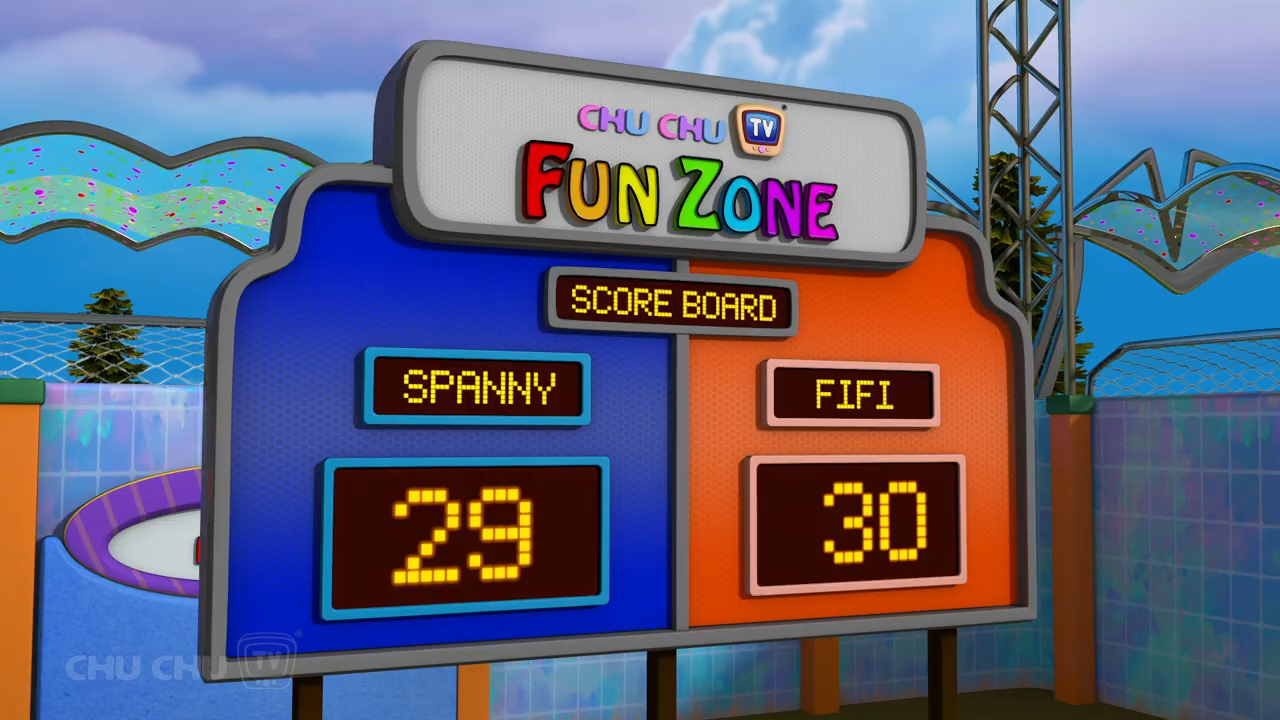 CHU CHU TV
FUN ZONE
SCORE BOARD
SPANNY
FIFI
29
30
CHU CHU TV